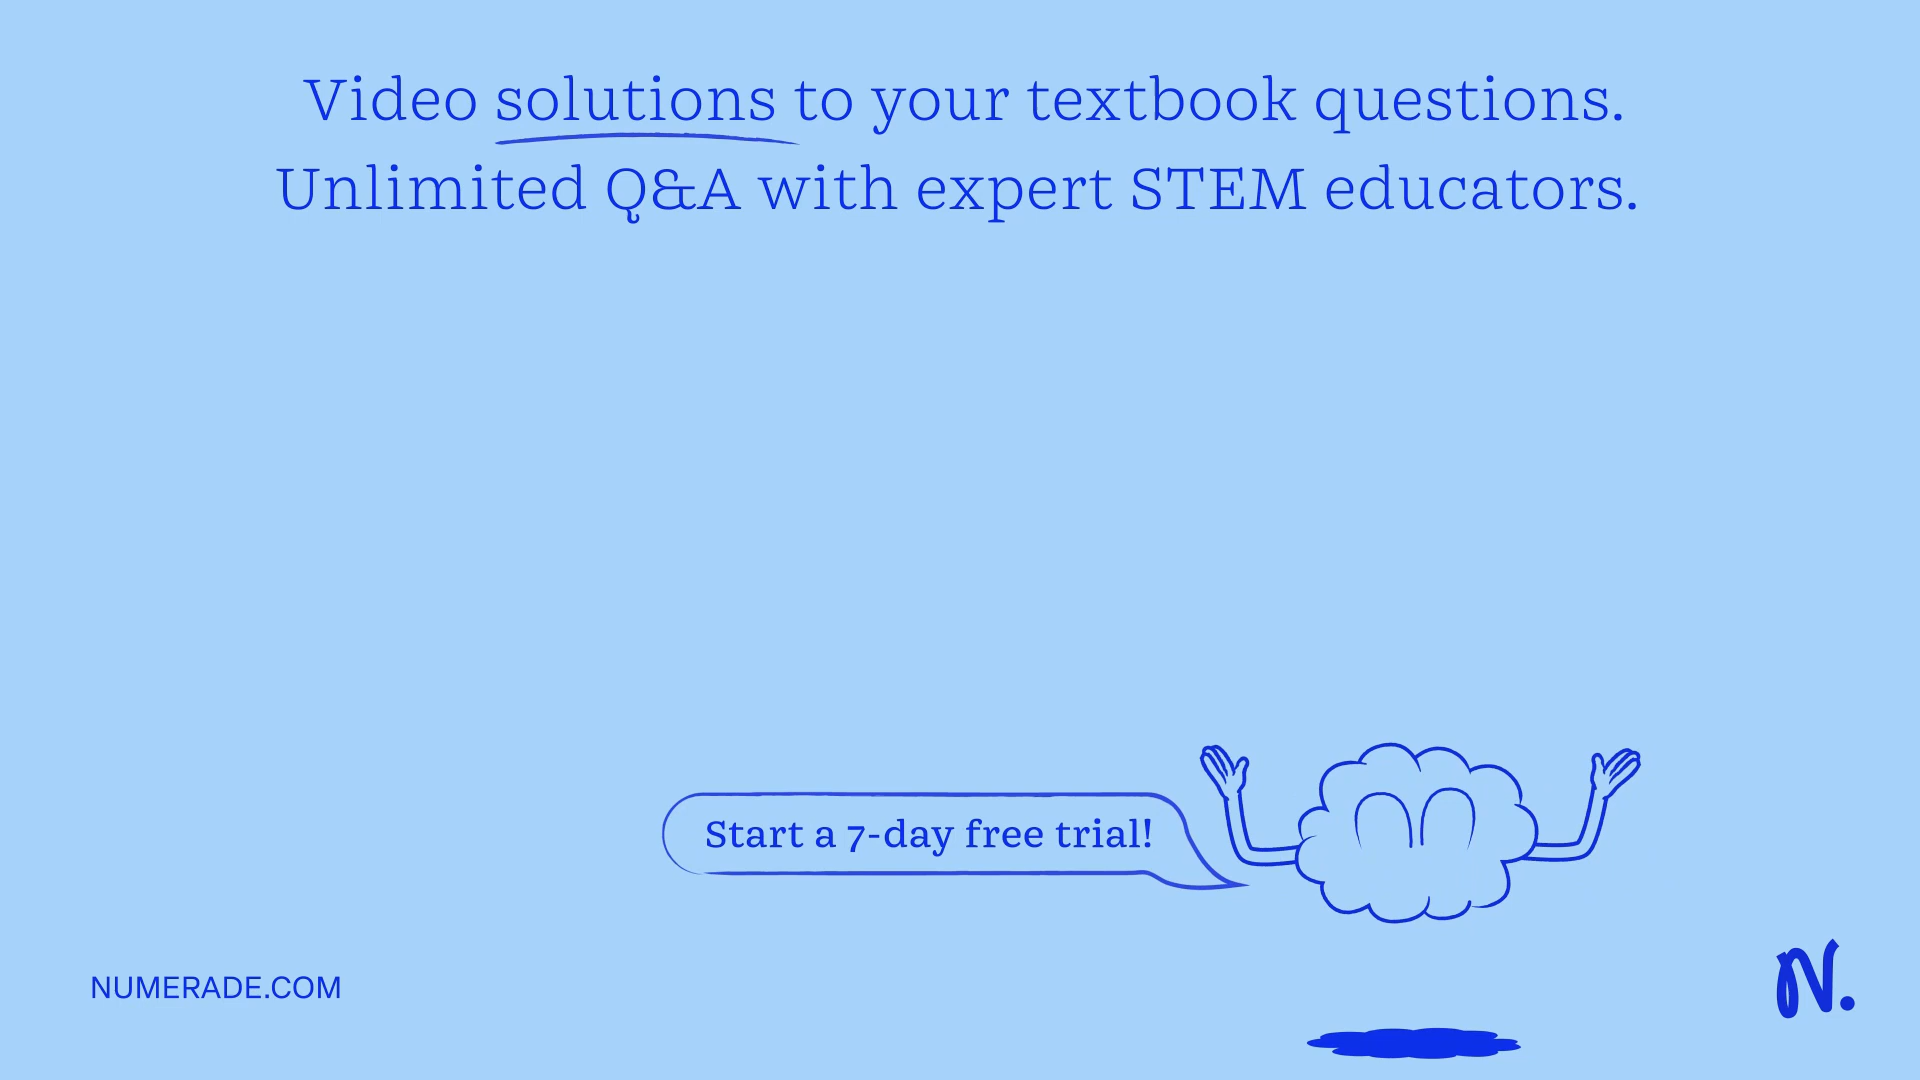 Video solutions to your textbook questions.
Unlimited Q&A with expert STEM educators.
Start a 7-day free trial!
NUMERADE.COM
N.